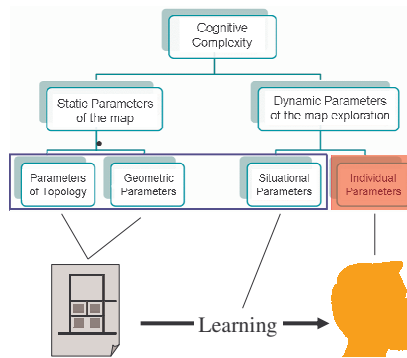 Cognitive
Complexity
Static Parameters
of the map
Dynamic Parameters
of the map exploration
Parameters
of Topology
Geometric
Parameters
Situational
Parameters
Individual
Parameters
Learning